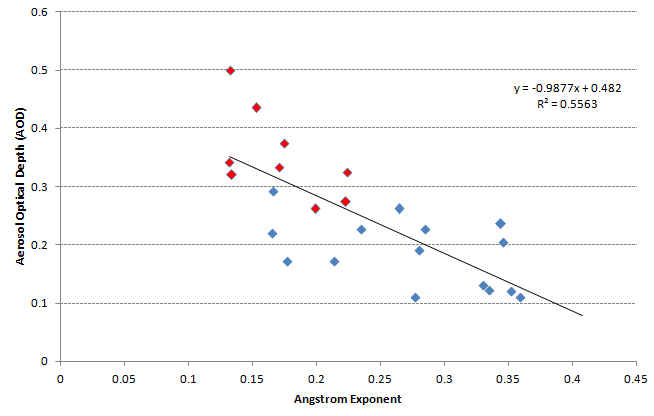 0.6
0.5
0.4
0.3
0.2
0.1
0
Aerosol Optical Depth (AOD)
y = -0.9877x + 0.482
R² = 0.5563
0 0.05 0.1 0.15 0.2 0.25 0.3 0.35 0.4 0.45
Angstrom Exponent